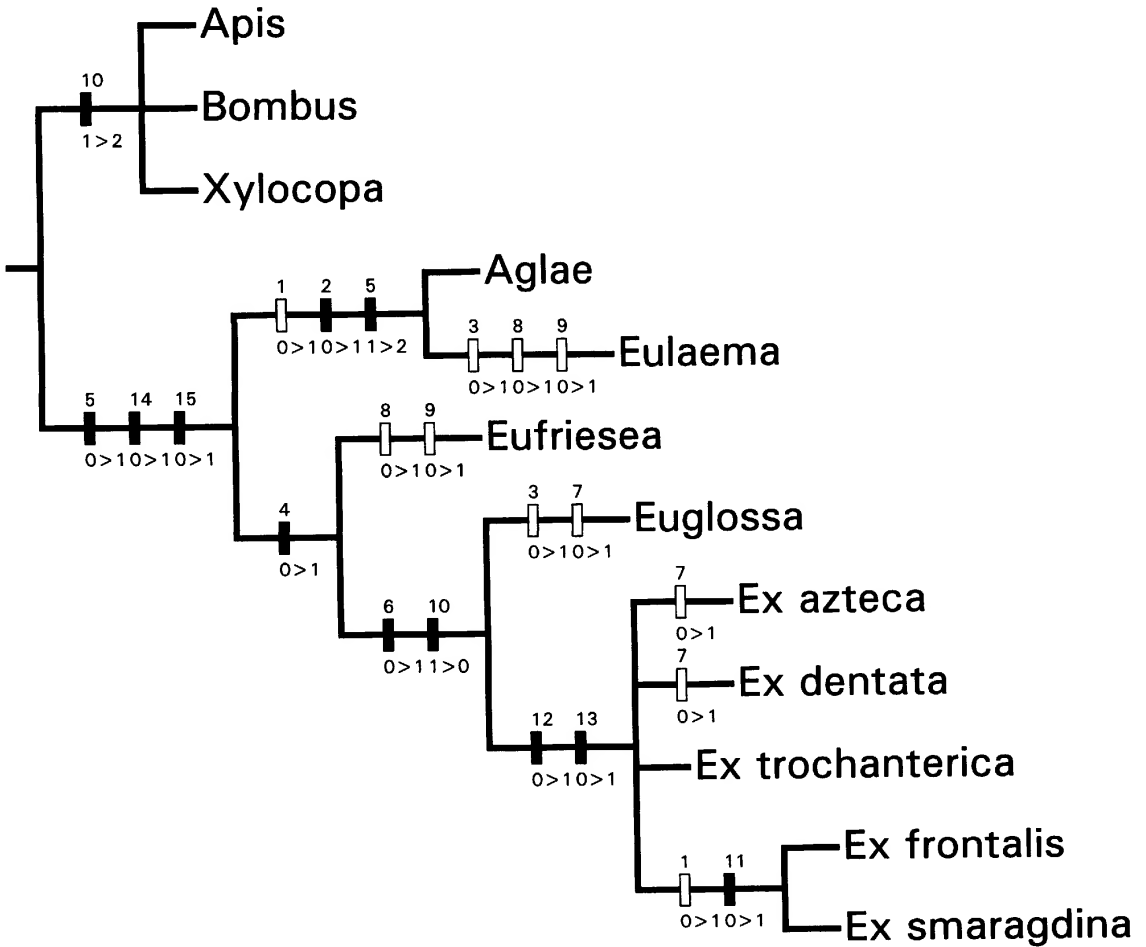 Apis
10
Bombus
1>2
Xylocopa
Aglae
1 2 5
0>1 0>1 1>2
3 8 9
Eulaema
0>1 0>1 0>1
5 14 15
0>1 0>1 0>1
8 9
Eufriesea
0>1 0>1
4
0>1
3 7
Euglossa
0>1 0>1
7
Ex azteca
0>1
6 10
0>1 1>0
7
Ex dentata
0>1
12 13
0>1 0>1
Ex trochanterica
Ex frontalis
1 11
0>1 0>1
Ex smaragdina